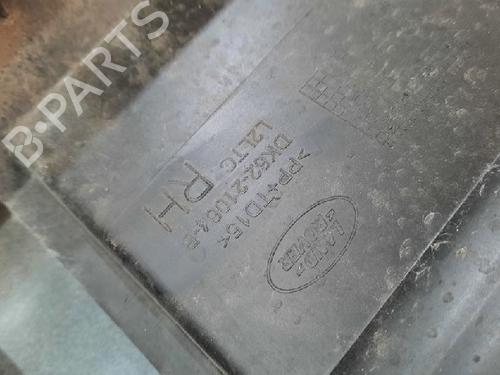 B-PARTS
L2LTC RH
DK62-21064-B
>PP+TD15<
LAND
ROVER